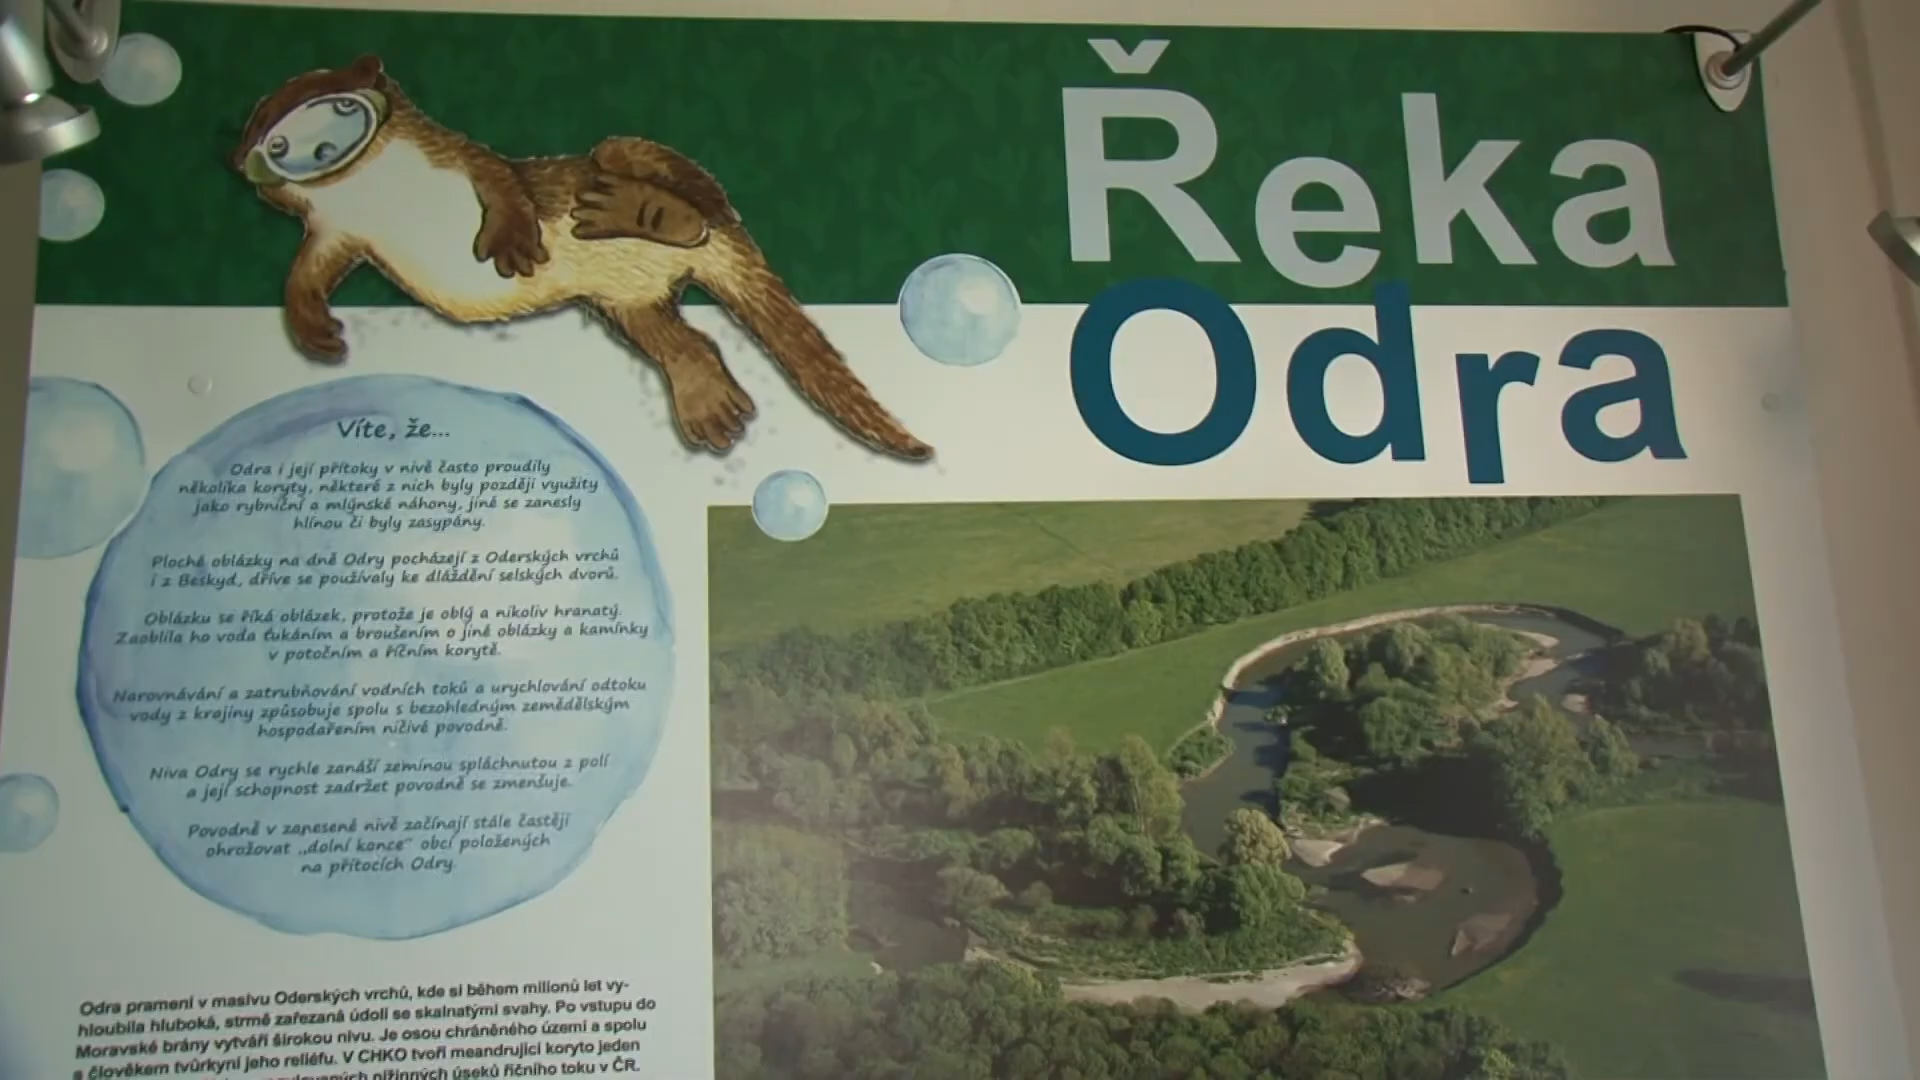 Řeka
Odra
Víte, že...
Odra i její přítoky v nivě často proudily
několika koryty, některé z nich byly později využity
jako rybniční a mlýnské náhony, jiné se zanesly
hlínou či byly zasypány.
Ploché oblázky na dně Odry pocházejí z Oderských vrchů
i z Beskyd, dříve se používaly ke dláždění selských dvorů.
Oblázku se říká oblázek, protože je oblý a nikoliv hranatý.
Zaoblila ho voda ťukáním a broušením o jiné oblázky a kamínky
v potočním a říčním korytě.
Narovnávání a zatrubňování vodních toků a urychlování odtoku
vody z krajiny způsobuje spolu s bezohledným zemědělským
hospodařením ničivé povodně.
Niva Odry se rychle zanáší zeminou spláchnutou z polí
a její schopnost zadržet povodně se zmenšuje.
Povodně v zanesené nivě začínají stále častěji
ohrožovat „dolní konce“ obcí položených
na přítocích Odry.
Odra pramení v masivu Oderských vrchů, kde si během milionů let vy-
hloubila hluboká, strmě zařezaná údolí se skalnatými svahy. Po vstupu do
Moravské brány vytváří širokou nivu. Je osou chráněného území a spolu
s člověkem tvůrkyní jeho reliéfu. V CHKO tvoří meandrující koryto jeden
nížinných úseků říčního toku v ČR.